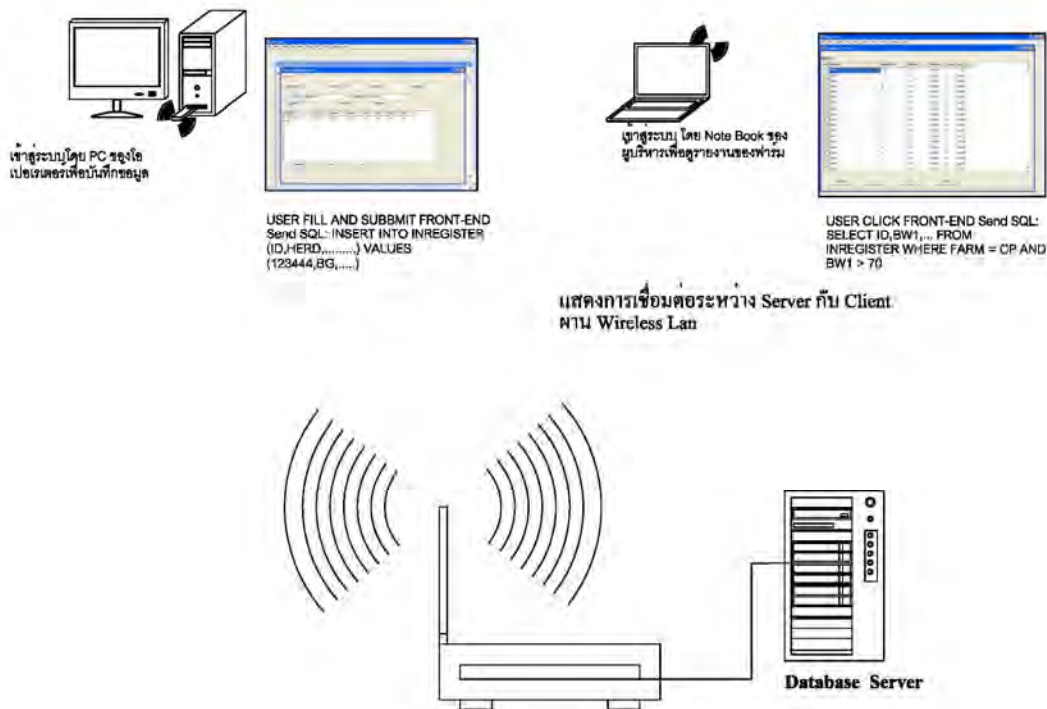 เข้าสู่ระบบโดย PC ของโอ
เปอเรเตอร์เพื่อบันทึกขอมูล
USER FILL AND SUBBMIT FRONT-END
Send SQL: INSERT INTO INREGISTER
(ID,HERD,.........) VALUES
(123444,BG,.....)
เขาสู่ระบบ โดย Note Book ของ
ผูบริหารเพื่อดูรายงานของฟาร์ม
USER CLICK FRONT-END Send SQL:
SELECT ID,BW1,... FROM
INREGISTER WHERE FARM = CP AND
BW1 > 70
แสดงการเชื่อมต่อระหว่าง Server กับ Client
ผาน Wireless Lan
Database Server